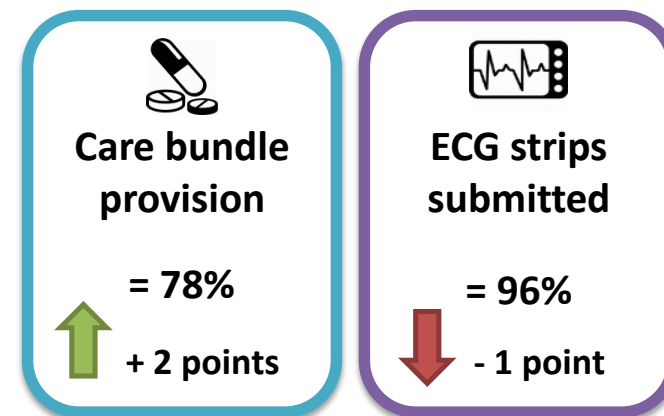 Care bundle
provision
= 78%
+ 2 points
ECG strips
submitted
= 96%
- 1 point